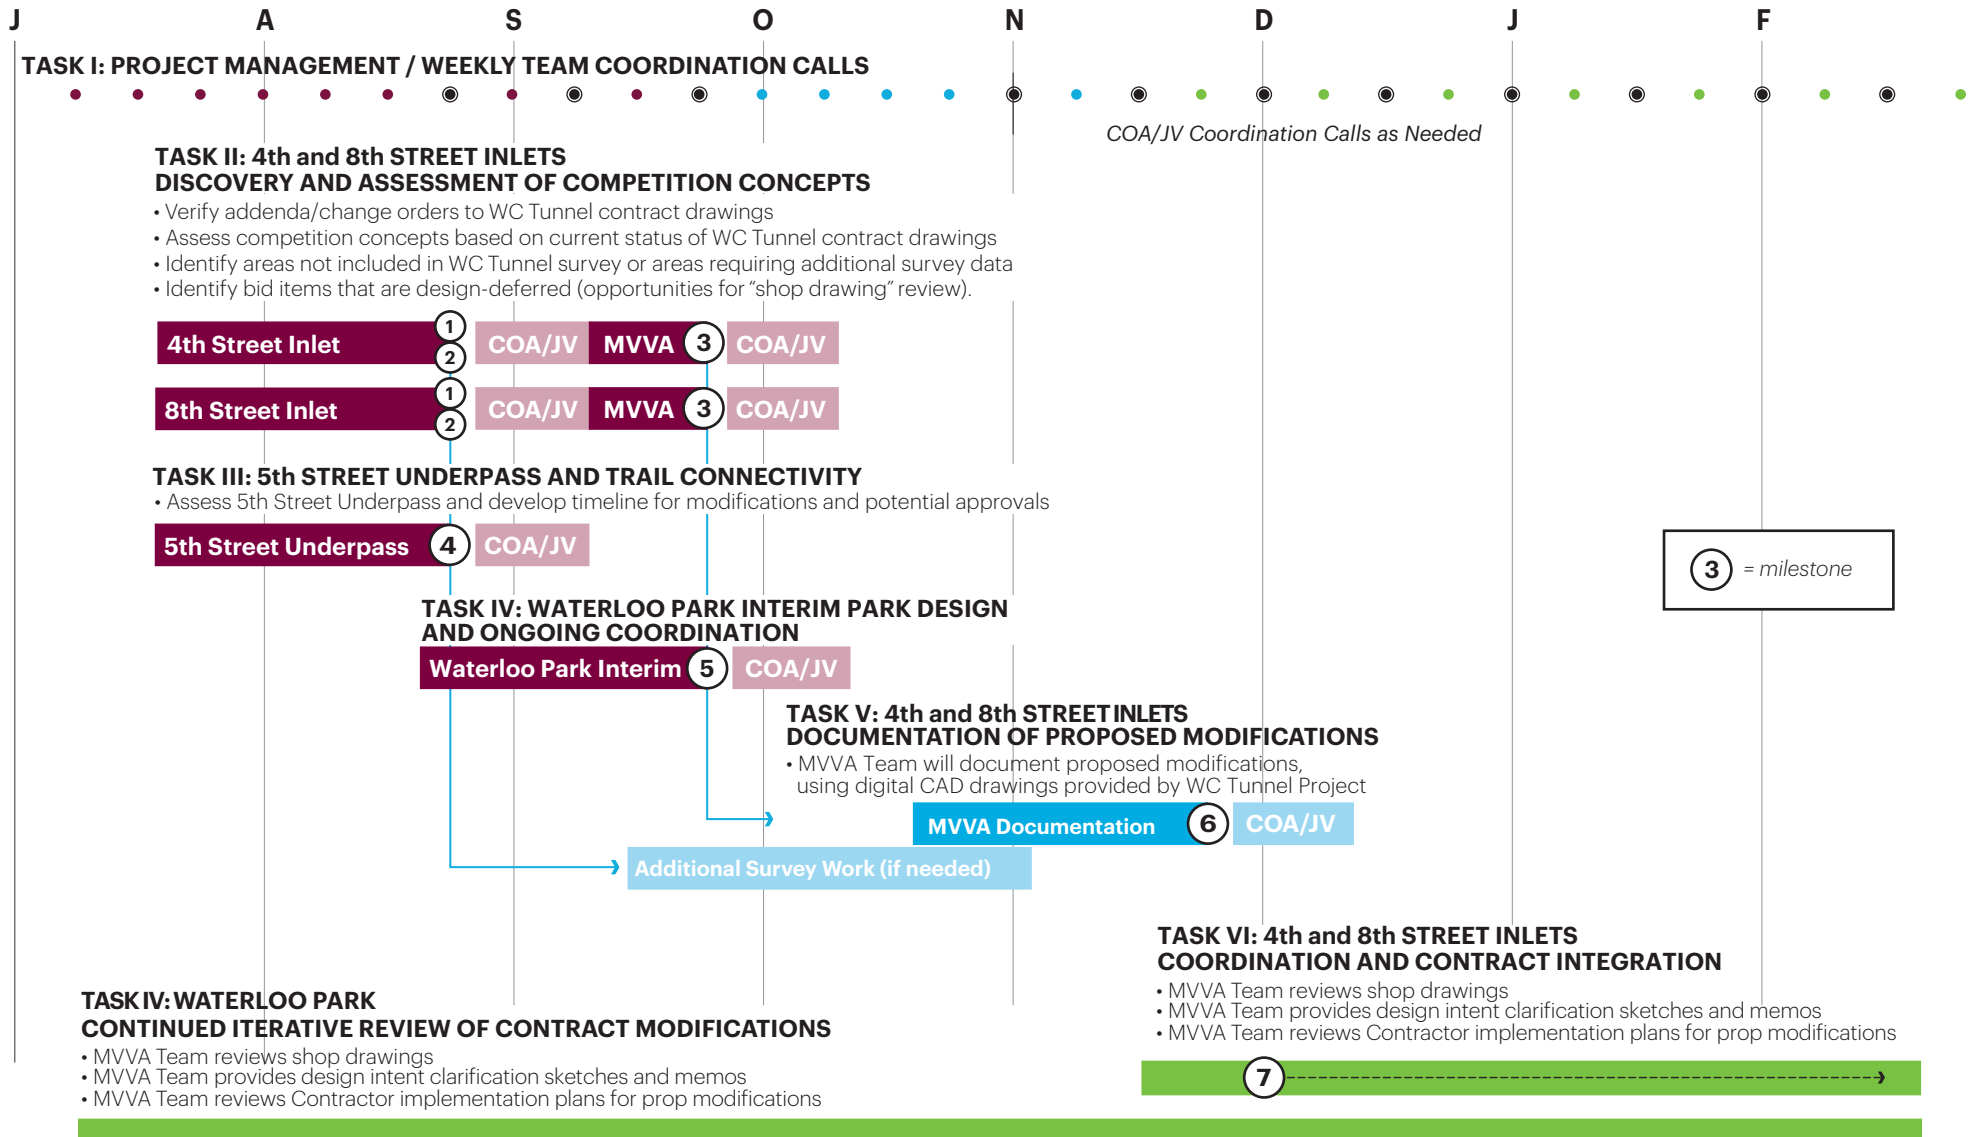 J A S O N D J F
TASK I: PROJECT MANAGEMENT / WEEKLY TEAM COORDINATION CALLS
COA/JV Coordination Calls as Needed
TASK II: 4th and 8th STREET INLETS
DISCOVERY AND ASSESSMENT OF COMPETITION CONCEPTS
• Verify addenda/change orders to WC Tunnel contract drawings
• Assess competition concepts based on current status of WC Tunnel contract drawings
• Identify areas not included in WC Tunnel survey or areas requiring additional survey data
• Identify bid items that are design-deferred (opportunities for “shop drawing” review).
4th Street Inlet 1 2 COA/JV MVVA 3 COA/JV
8th Street Inlet 1 2 COA/JV MVVA 3 COA/JV
TASK III: 5th STREET UNDERPASS AND TRAIL CONNECTIVITY
• Assess 5th Street Underpass and develop timeline for modifications and potential approvals
5th Street Underpass 4 COA/JV
3 = milestone
TASK IV: WATERLOO PARK INTERIM PARK DESIGN
AND ONGOING COORDINATION
Waterloo Park Interim 5 COA/JV
TASK V: 4th and 8th STREET INLETS
DOCUMENTATION OF PROPOSED MODIFICATIONS
• MVVA Team will document proposed modifications,
using digital CAD drawings provided by WC Tunnel Project
MVVA Documentation 6 COA/JV
Additional Survey Work (if needed)
TASK VI: 4th and 8th STREET INLETS
COORDINATION AND CONTRACT INTEGRATION
• MVVA Team reviews shop drawings
• MVVA Team provides design intent clarification sketches and memos
• MVVA Team reviews Contractor implementation plans for prop modifications
7
TASK IV: WATERLOO PARK
CONTINUED ITERATIVE REVIEW OF CONTRACT MODIFICATIONS
• MVVA Team reviews shop drawings
• MVVA Team provides design intent clarification sketches and memos
• MVVA Team reviews Contractor implementation plans for prop modifications